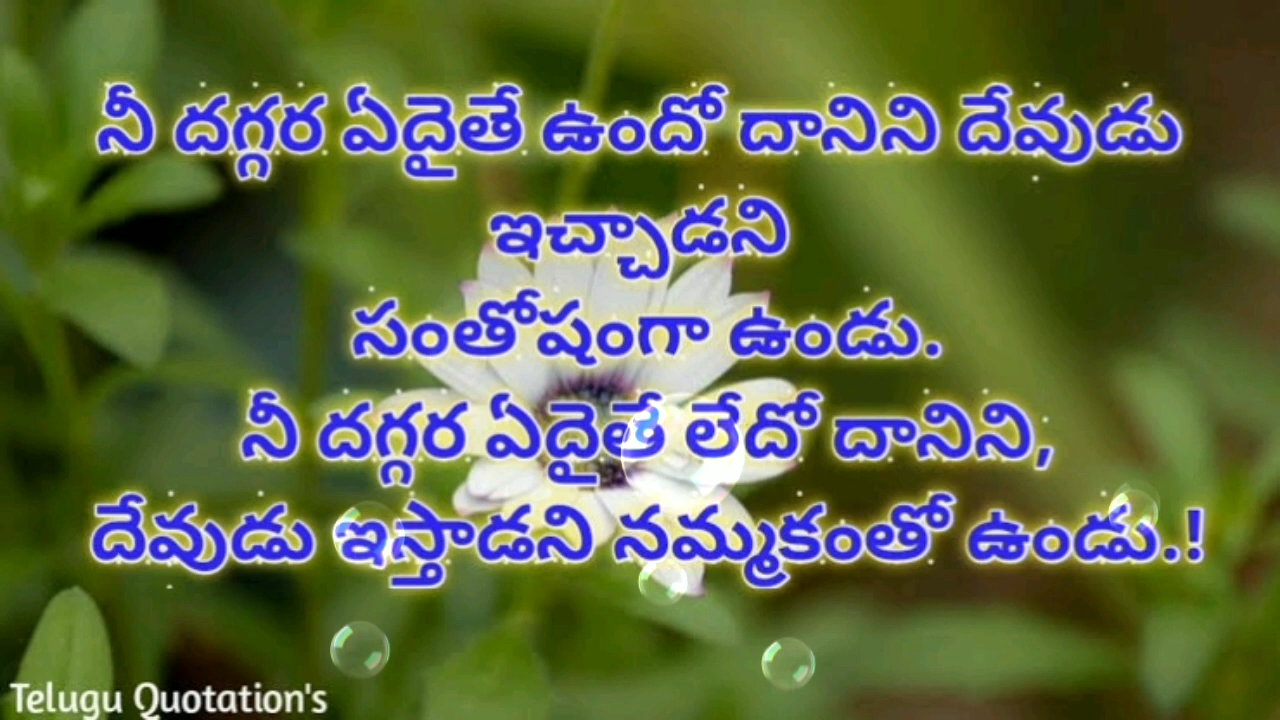 నీ దగ్గర ఏదైతే ఉందో దానిని దేవుడు
ఇచ్చాడని
సంతోషంగా ఉండు.
నీ దగ్గర ఏదైతే లేదో దానిని,
దేవుడు ఇస్తాడని నమ్మకంతో ఉండు.!
Telugu Quotation's